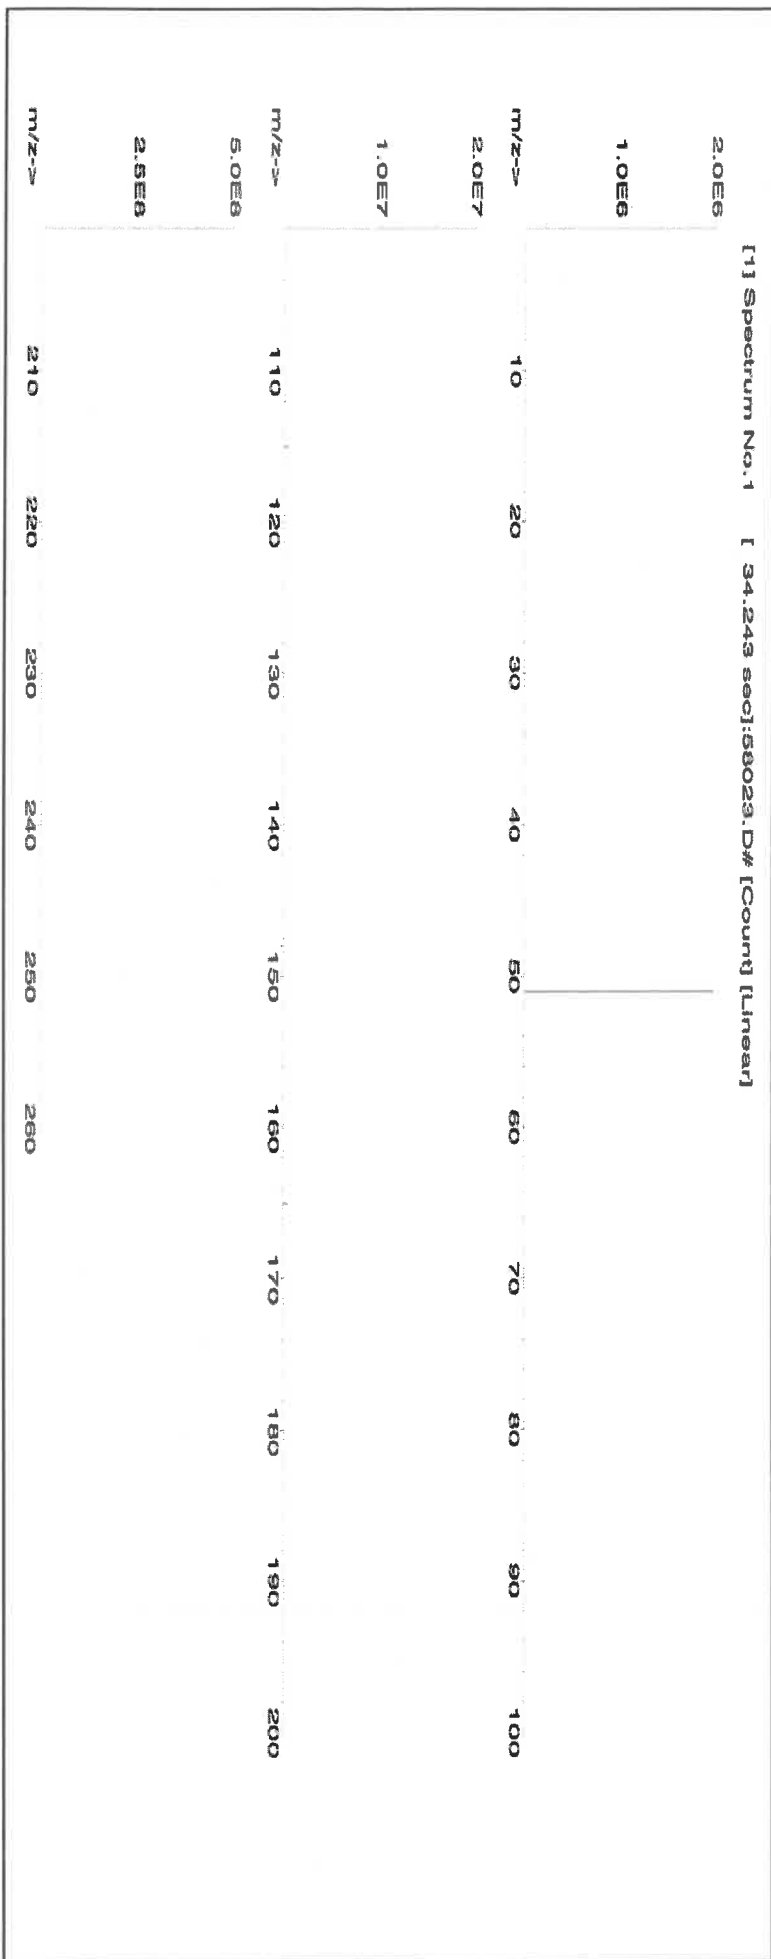 [1] Spectrum No.1 [ 34.243 sec]:58023.D# [Count] [Linear]
2.0E6
1.0E6
m/z-> 10 20 30 40 50 60 70 80 90 100
2.0E7
1.0E7
m/z-> 110 120 130 140 150 160 170 180 190 200
5.0E8
2.5E8
m/z-> 210 220 230 240 250 260